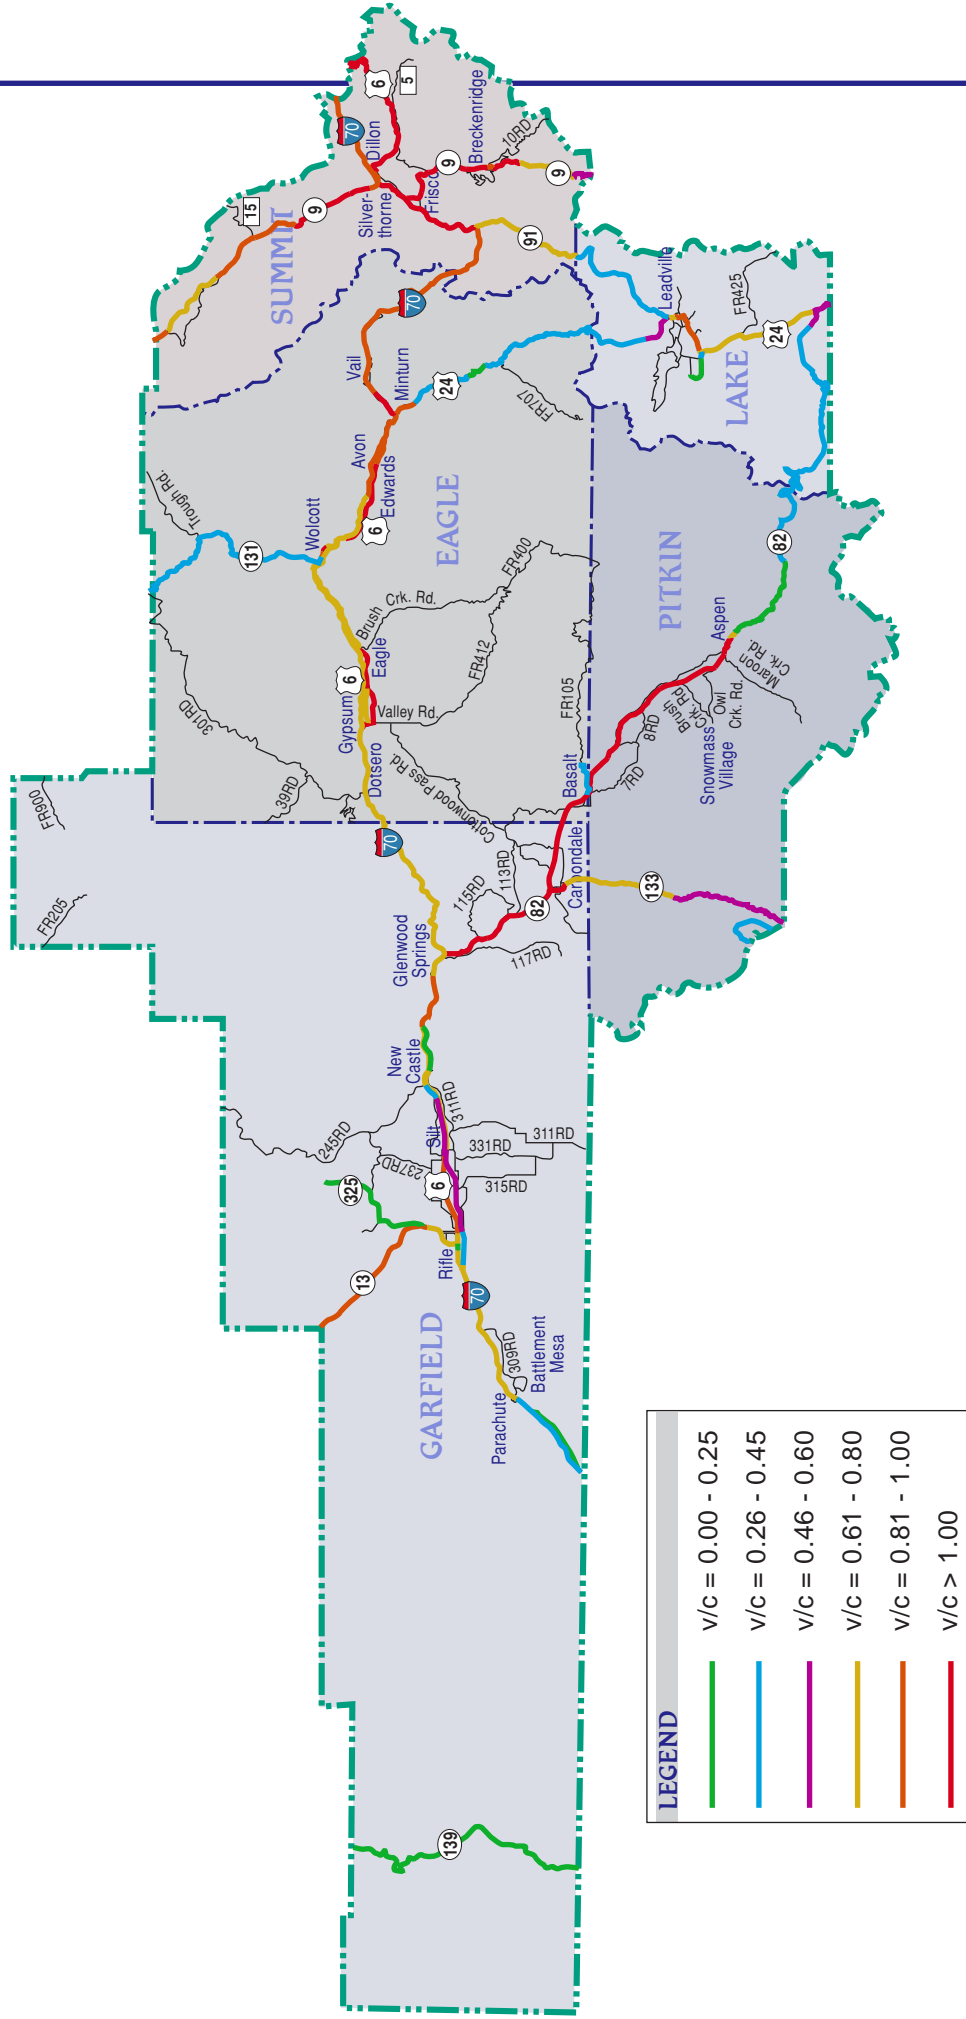 FR900
FR205
SUMMIT
EAGLE
GARFIELD
PITKIN
LAKE
15
9
70
6
5
Dillon
Silver-
thorne
Frisco
9
Breckenridge
10RD
9
91
70
Vail
Minturn
24
FR707
Leadville
FR425
24
Avon
Edwards
6
Wolcott
131
Trough Rd.
301RD
39RD
Brush
Crk. Rd.
Eagle
6
Gypsum
Valley Rd.
Dotsero
FR400
FR412
FR105
Cottonwood Pass Rd.
70
Basalt
7RD
8RD
Brush
Crk. Rd
Owl
Crk. Rd.
Snowmass
Village
Aspen
Maroon
Crk. Rd.
82
Carbondale
133
113RD
115RD
82
117RD
Glenwood
Springs
New
Castle
245RD
237RD
Silt
311RD
331RD
311RD
315RD
6
325
13
Rifle
70
309RD
Battlement
Mesa
Parachute
139
LEGEND
v/c = 0.00 - 0.25
v/c = 0.26 - 0.45
v/c = 0.46 - 0.60
v/c = 0.61 - 0.80
v/c = 0.81 - 1.00
v/c > 1.00